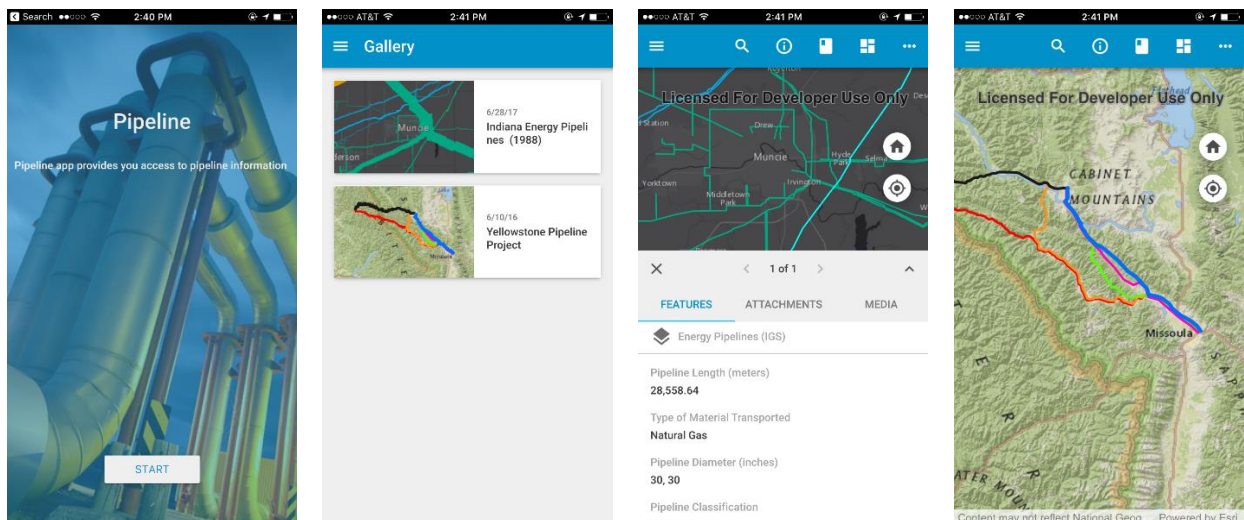 Search 2:40 PM
Pipeline
Pipeline app provides you access to pipeline information
START
AT&T 2:41 PM
Gallery
Muncie
6/28/17
Indiana Energy Pipeli
nes (1988)
6/10/16
Yellowstone Pipeline
Project
AT&T 2:41 PM
Licensed For Developer Use Only
Drew
Muncie
Hyde
Park
Selma
Yorktown
Irvington
Middletown
Park
1 of 1
FEATURES ATTACHMENTS MEDIA
Energy Pipelines (IGS)
Pipeline Length (meters)
28,558.64
Type of Material Transported
Natural Gas
Pipeline Diameter (inches)
30, 30
Pipeline Classification
AT&T 2:41 PM
Licensed For Developer Use Only
Flathead
CABINET
MOUNTAINS
Missoula
Content may not reflect National Geog Powered by Esri